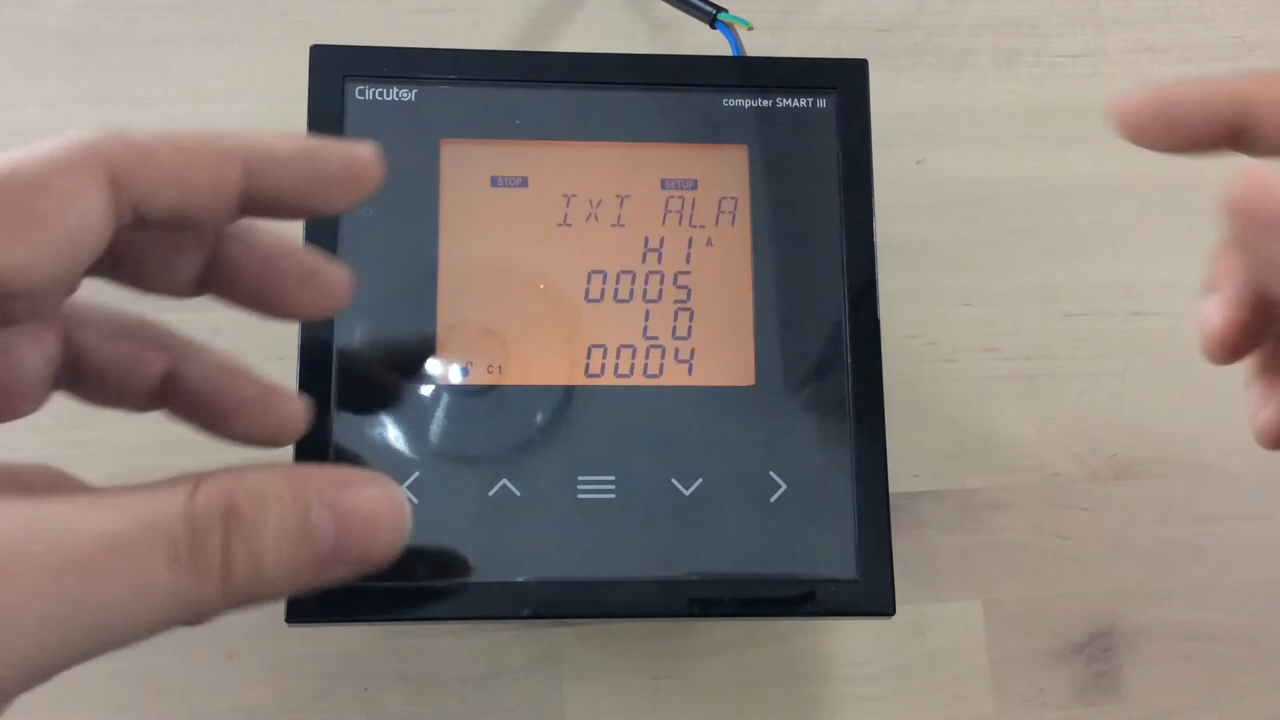 Circutor
computer SMART III
STOP SETUP
IxI ALA
HI A
0005
LO
0004
C1